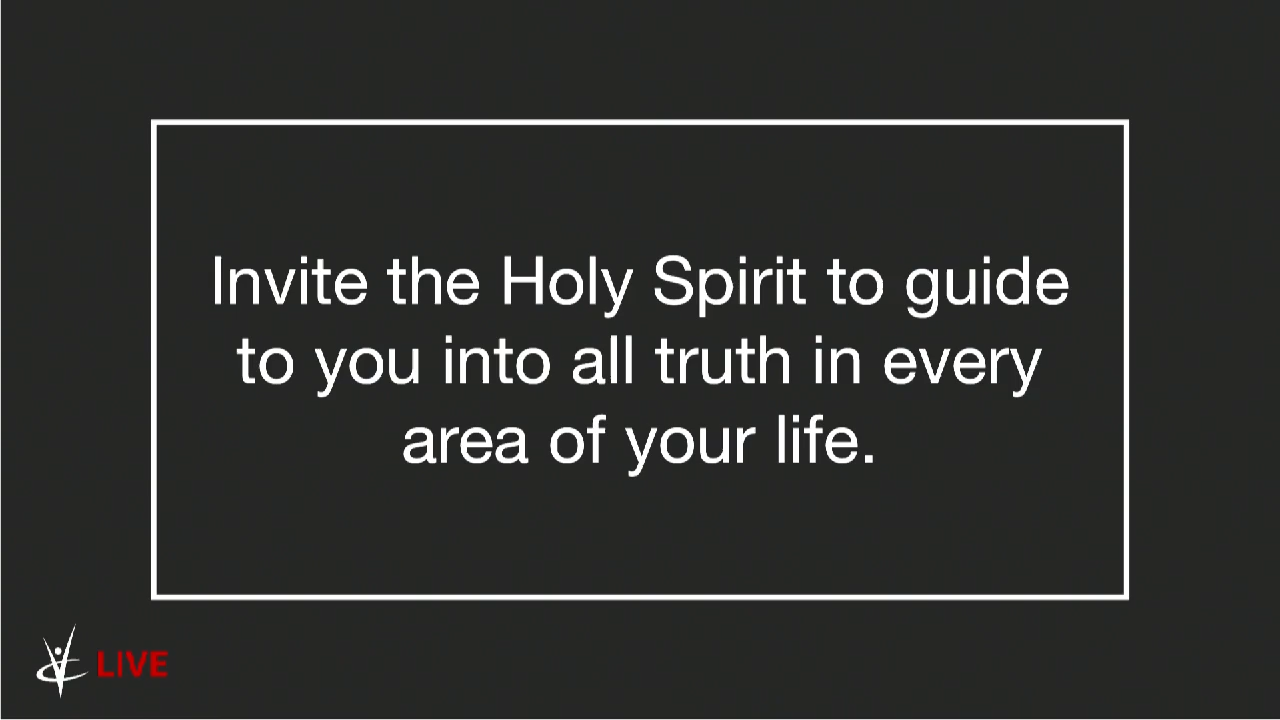 Invite the Holy Spirit to guide
to you into all truth in every
area of your life.
LIVE